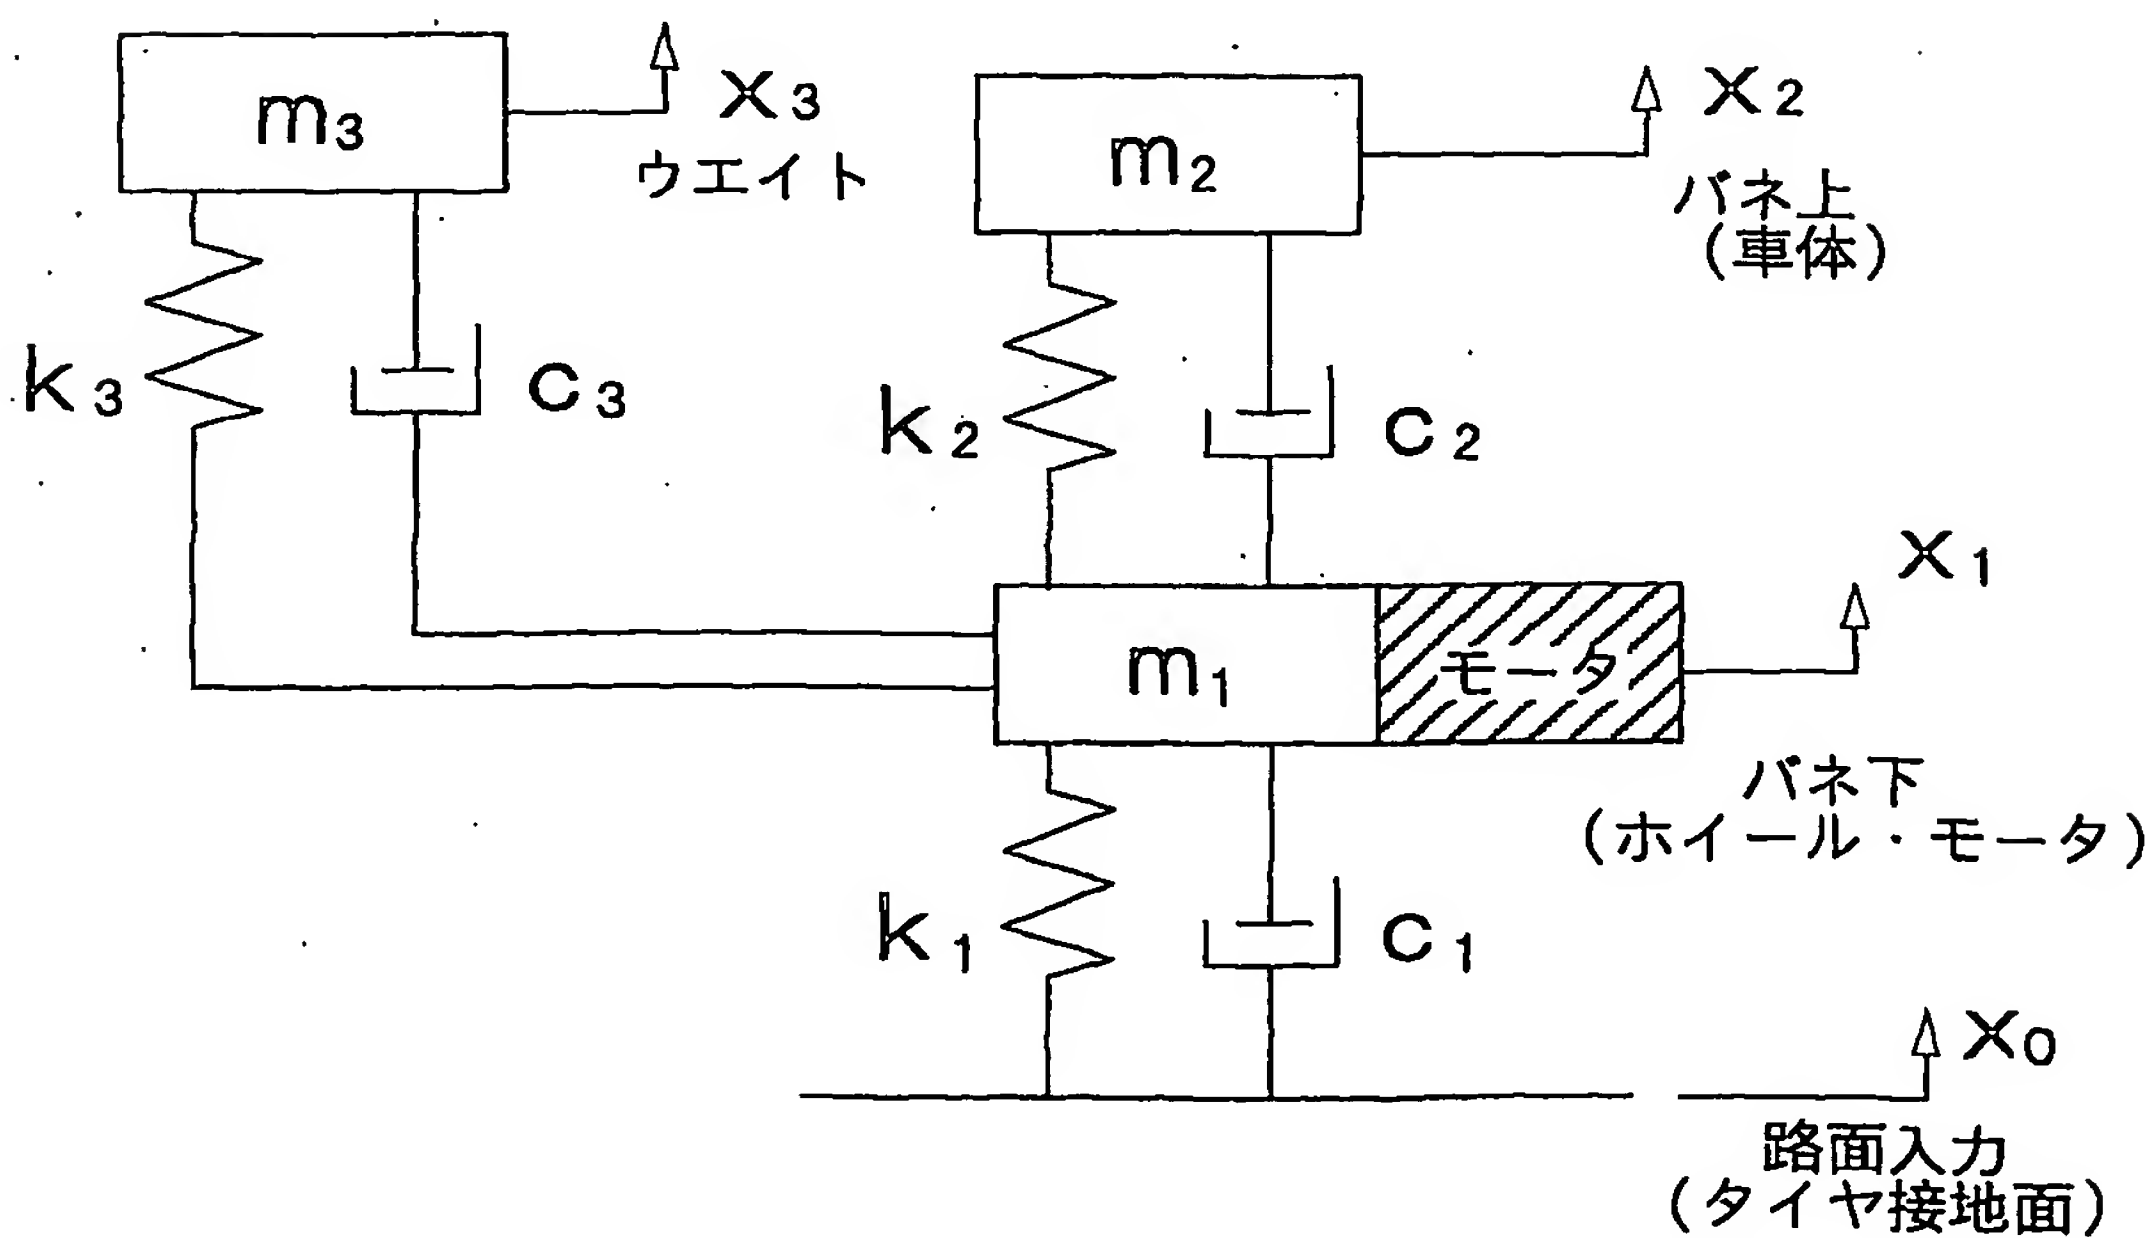 m3
x3
ウエイト
m2
x2
バネ上
(車体)
k3
c3
k2
c2
m1
モータ
x1
バネ下
(ホイール・モータ)
k1
c1
x0
路面入力
(タイヤ接地面)